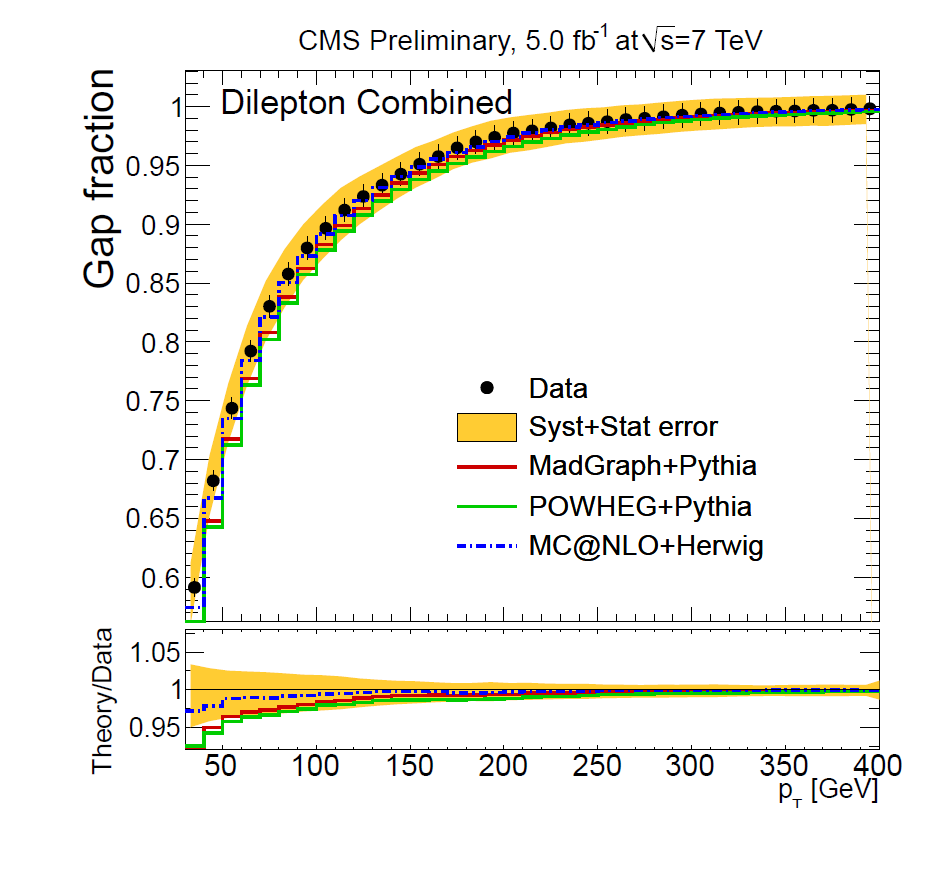 CMS Preliminary, 5.0 fb⁻¹ at √s=7 TeV
Dilepton Combined
Gap fraction
1
0.95
0.9
0.85
0.8
0.75
0.7
0.65
0.6
Data
Syst+Stat error
MadGraph+Pythia
POWHEG+Pythia
MC@NLO+Herwig
Theory/Data
1.05
1
0.95
50 100 150 200 250 300 350 400
p_T [GeV]